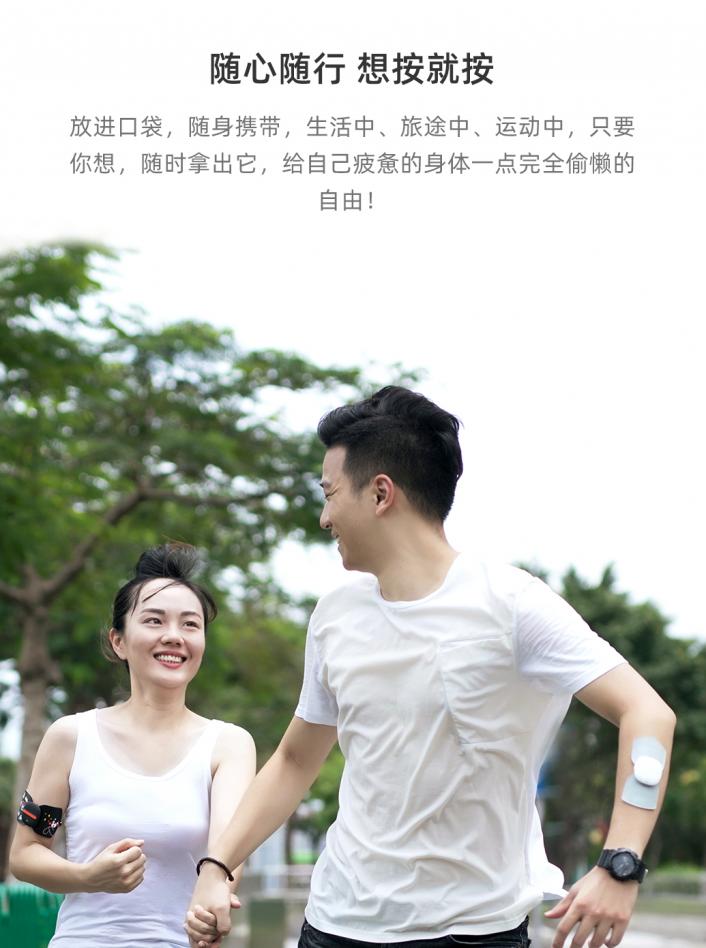 随心随行 想按就按
放进口袋，随身携带，生活中、旅途中、运动中，只要
你想，随时拿出它，给自己疲惫的身体一点完全偷懒的
自由！